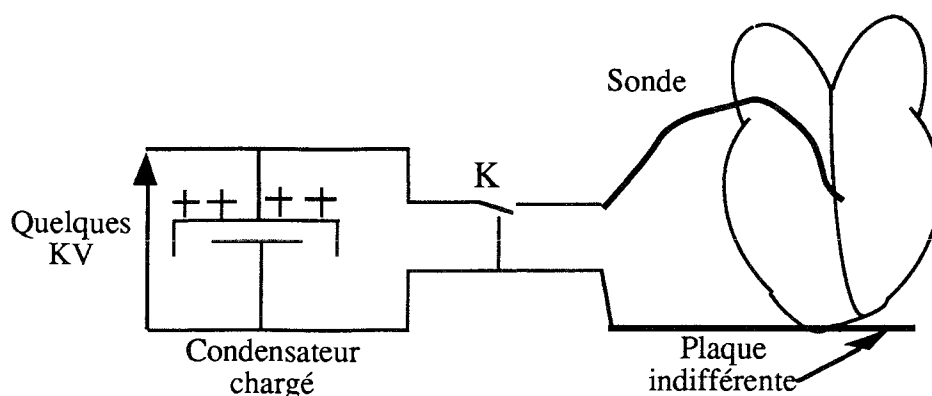 Sonde
K
++ ++
Quelques
KV
Condensateur
chargé
Plaque
indifférente